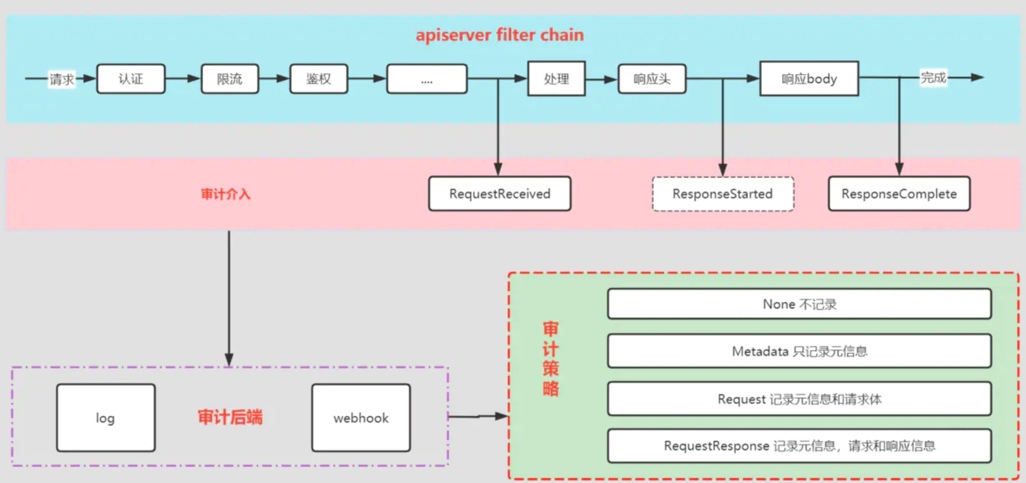 apiserver filter chain
请求
认证
限流
鉴权
....
处理
响应头
响应body
完成
审计介入
RequestReceived
ResponseStarted
ResponseComplete
审计策略
None 不记录
Metadata 只记录元信息
Request 记录元信息和请求体
RequestResponse 记录元信息，请求和响应信息
log
审计后端
webhook